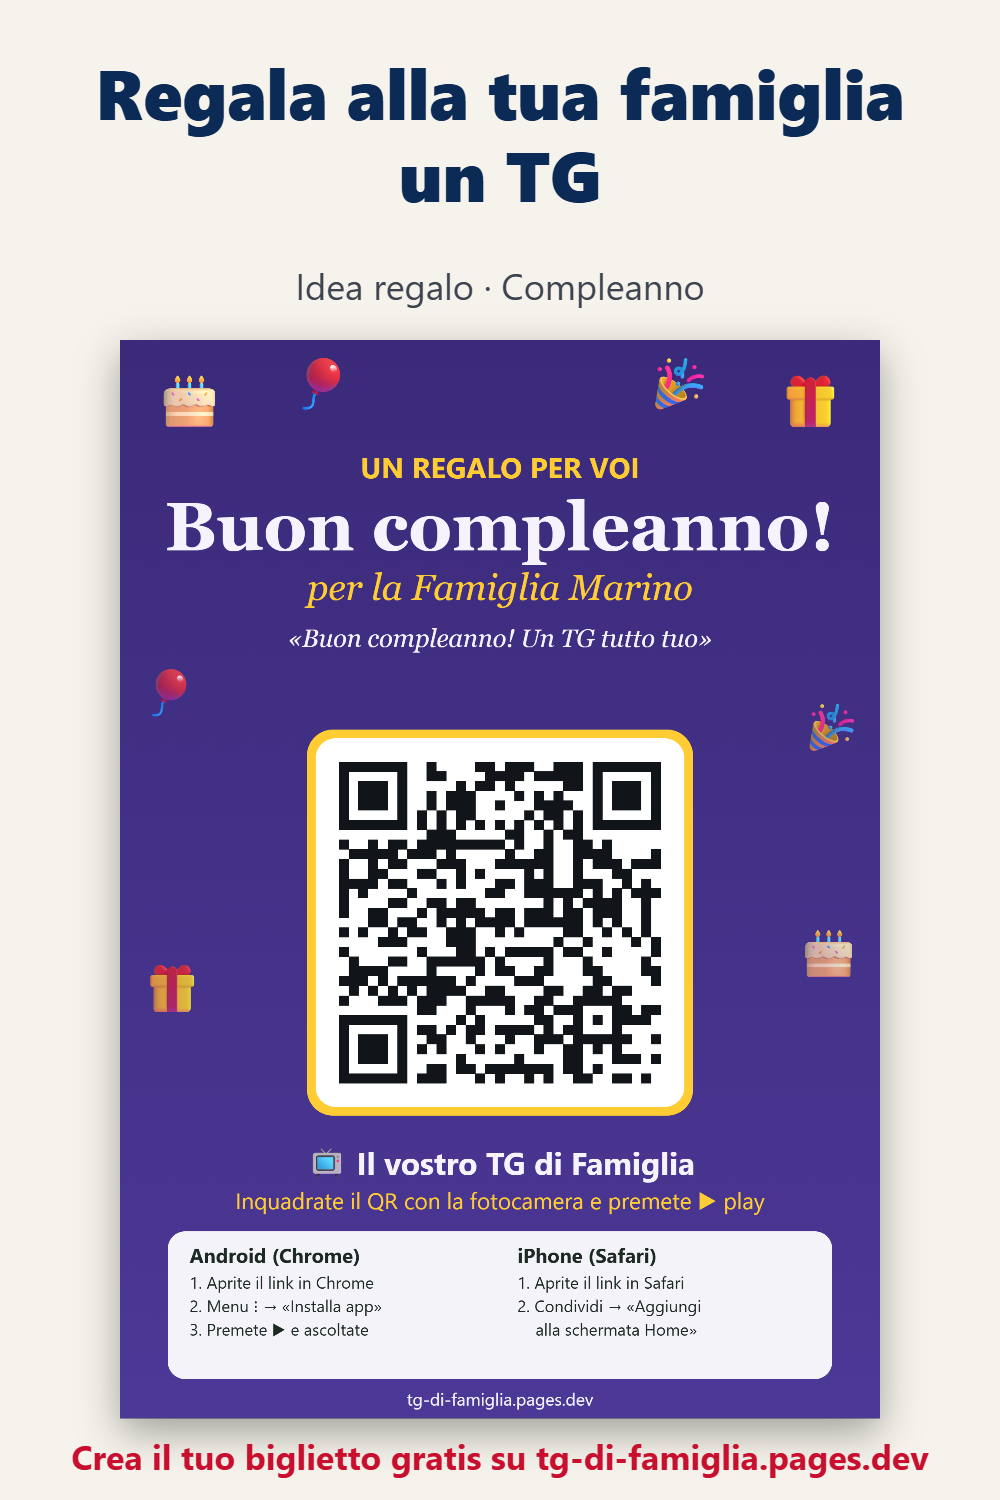 Regala alla tua famiglia
un TG
Idea regalo · Compleanno
UN REGALO PER VOI
Buon compleanno!
per la Famiglia Marino
«Buon compleanno! Un TG tutto tuo»
Il vostro TG di Famiglia
Inquadrate il QR con la fotocamera e premete ▶ play
Android (Chrome)
1. Aprite il link in Chrome
2. Menu ⋮ → «Installa app»
3. Premete ▶ e ascoltate
iPhone (Safari)
1. Aprite il link in Safari
2. Condividi → «Aggiungi
alla schermata Home»
tg-di-famiglia.pages.dev
Crea il tuo biglietto gratis su tg-di-famiglia.pages.dev